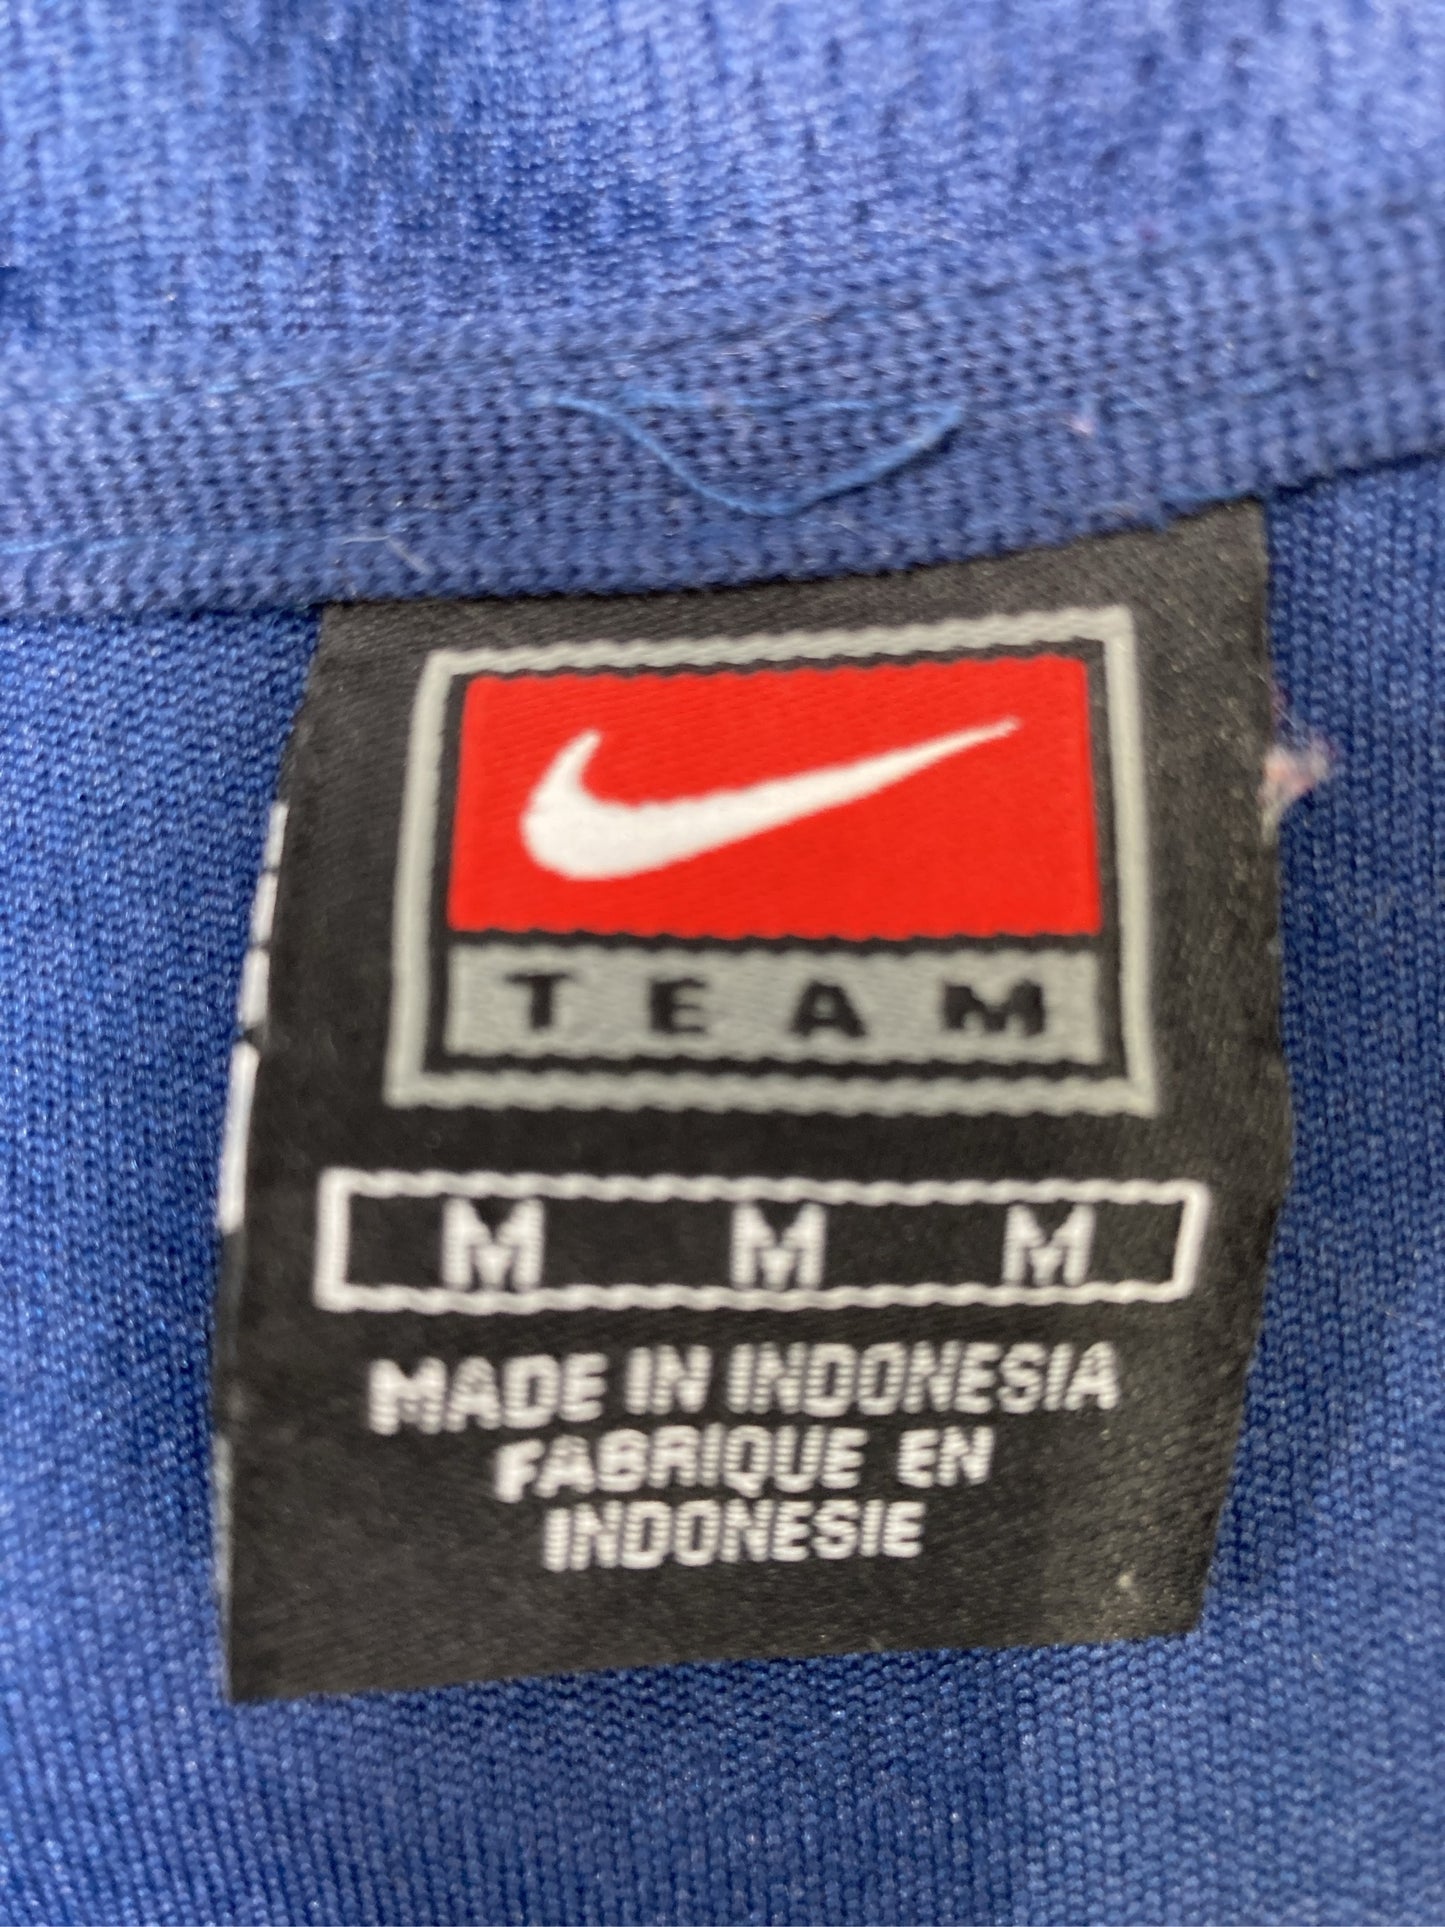 TEAM
M M M
MADE IN INDONESIA
FABRIQUE EN
INDONESIE